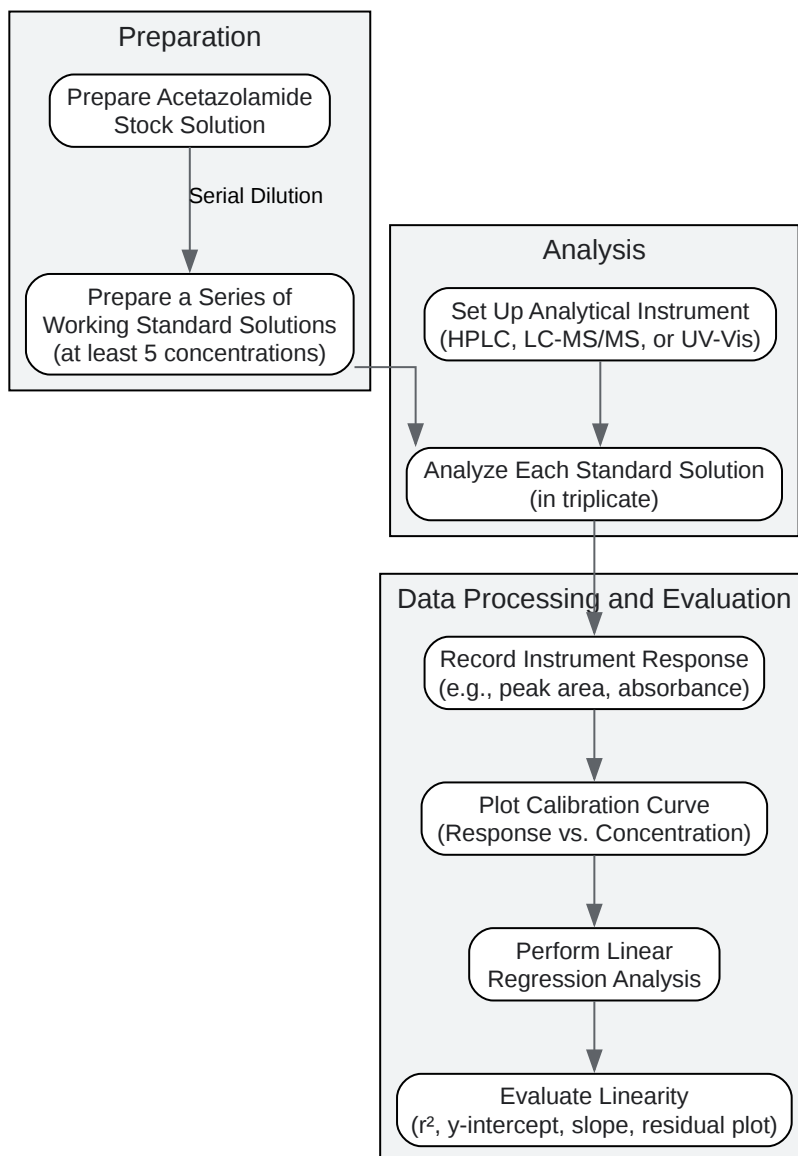 Preparation
Prepare Acetazolamide
Stock Solution
Serial Dilution
Prepare a Series of
Working Standard Solutions
(at least 5 concentrations)
Analysis
Set Up Analytical Instrument
(HPLC, LC-MS/MS, or UV-Vis)
Analyze Each Standard Solution
(in triplicate)
Data Processing and Evaluation
Record Instrument Response
(e.g., peak area, absorbance)
Plot Calibration Curve
(Response vs. Concentration)
Perform Linear
Regression Analysis
Evaluate Linearity
(r², y-intercept, slope, residual plot)